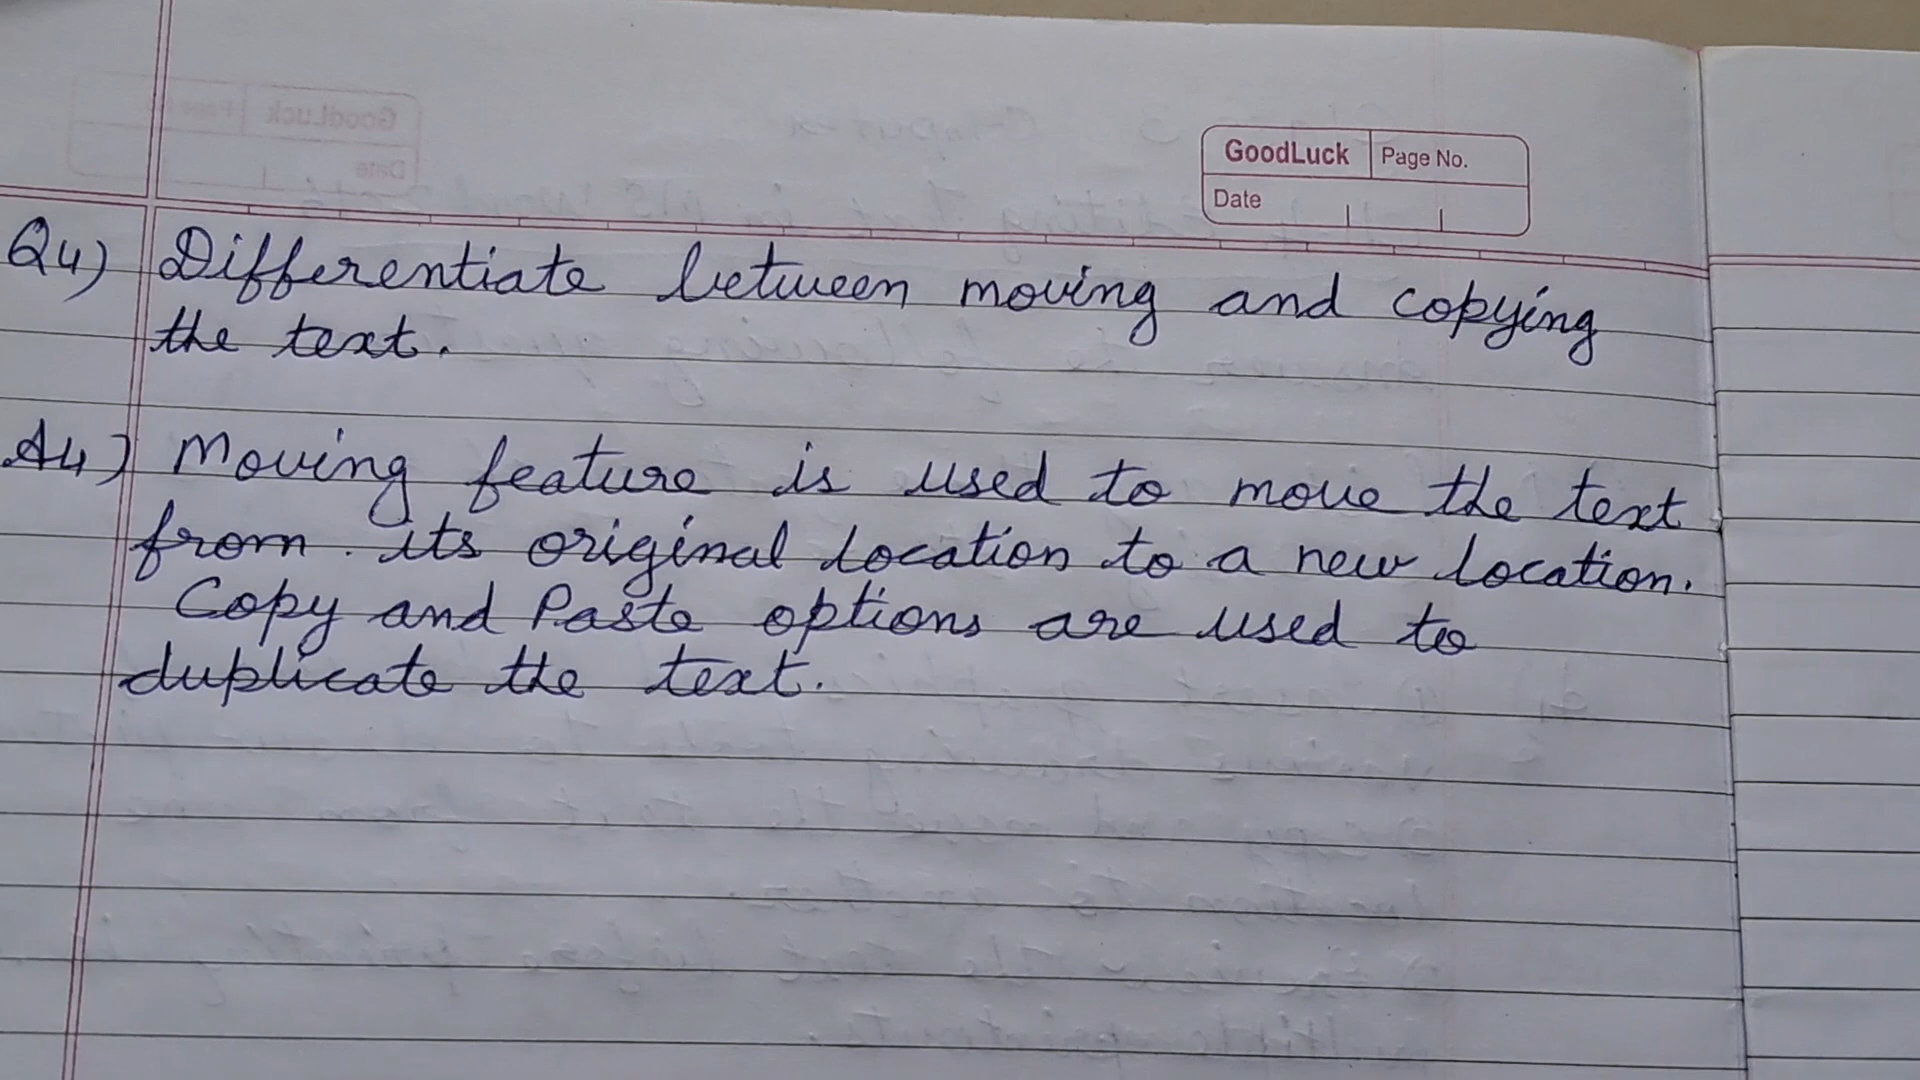 GoodLuck Page No.
Date
Q4) Differentiate between moving and copying
the text.
A4) Moving feature is used to move the text
from its original location to a new location.
Copy and Paste options are used to
duplicate the text.